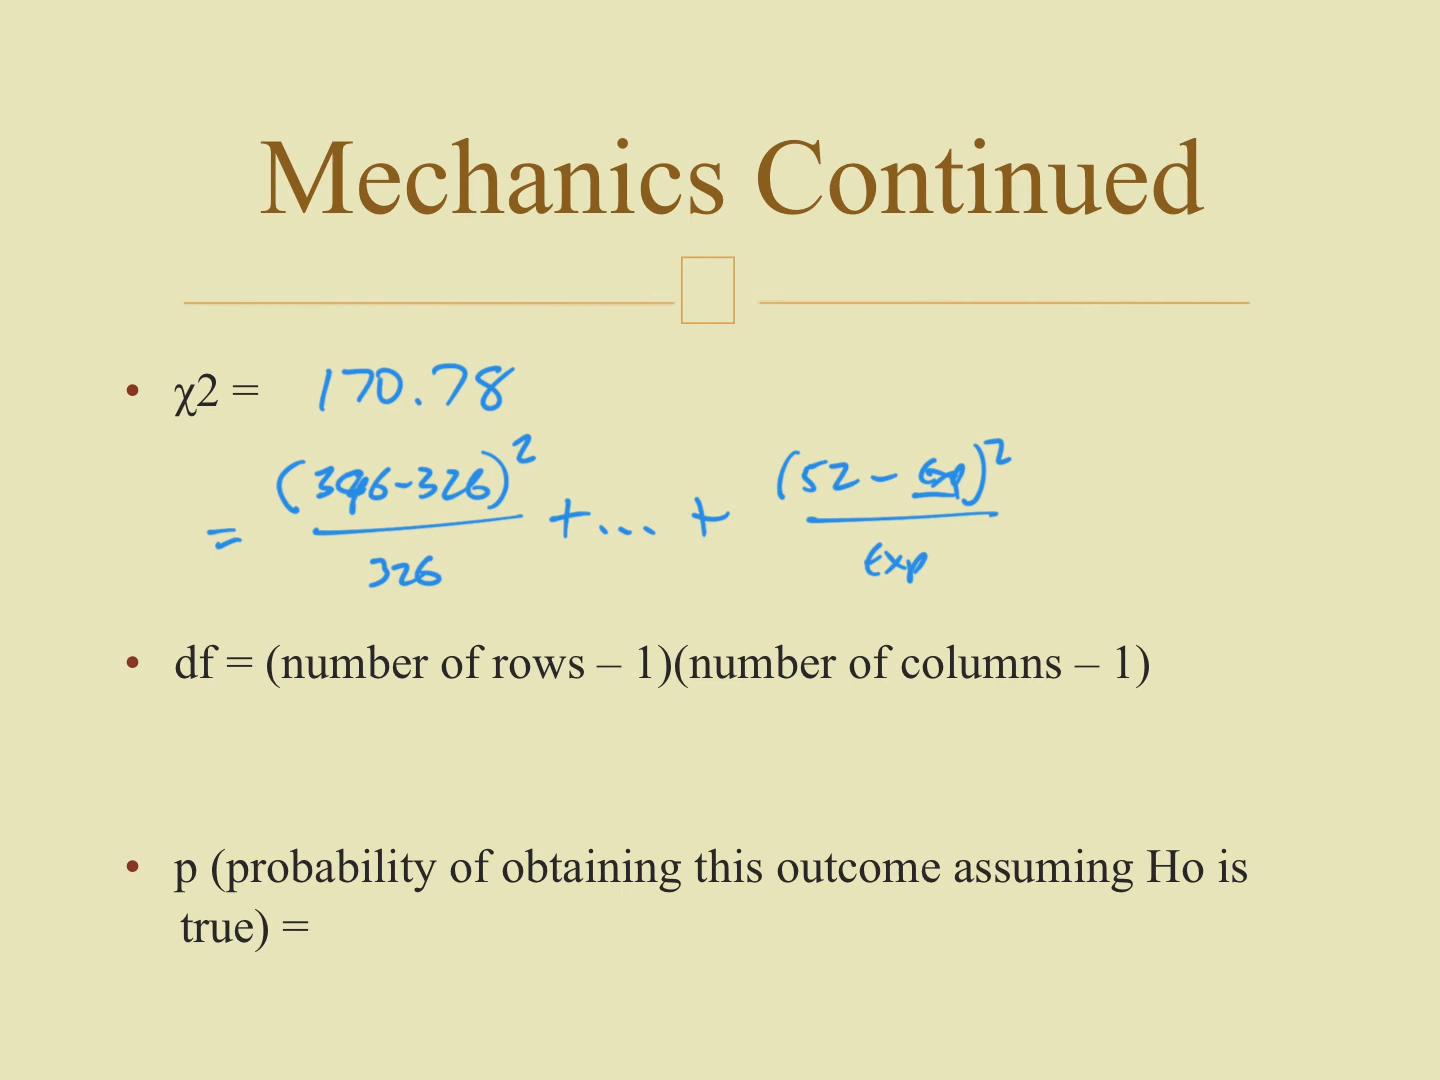 Mechanics Continued
• χ2 = 170.78
= (396-326)² / 326 + ... + (52 - Exp)² / Exp
• df = (number of rows – 1)(number of columns – 1)
• p (probability of obtaining this outcome assuming Ho is
true) =